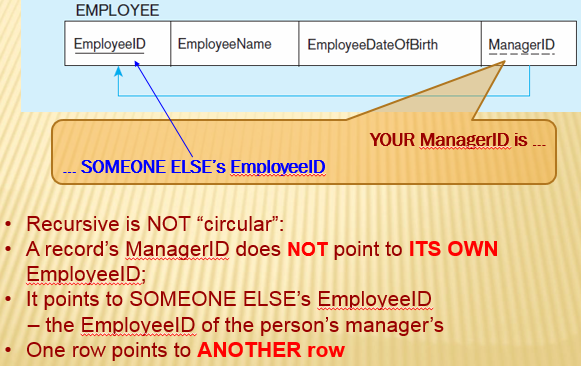 EMPLOYEE
EmployeeID EmployeeName EmployeeDateOfBirth ManagerID
YOUR ManagerID is ...
... SOMEONE ELSE's EmployeeID
• Recursive is NOT “circular”:
• A record's ManagerID does NOT point to ITS OWN
EmployeeID;
• It points to SOMEONE ELSE's EmployeeID
– the EmployeeID of the person's manager's
• One row points to ANOTHER row